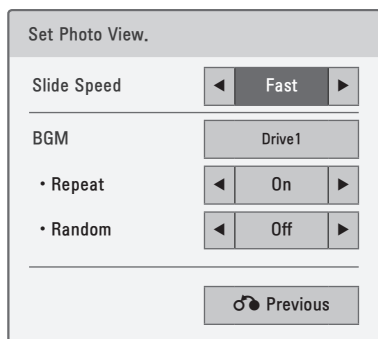 Set Photo View.
Slide Speed ◀ Fast ▶
BGM Drive1
• Repeat ◀ On ▶
• Random ◀ Off ▶
Previous